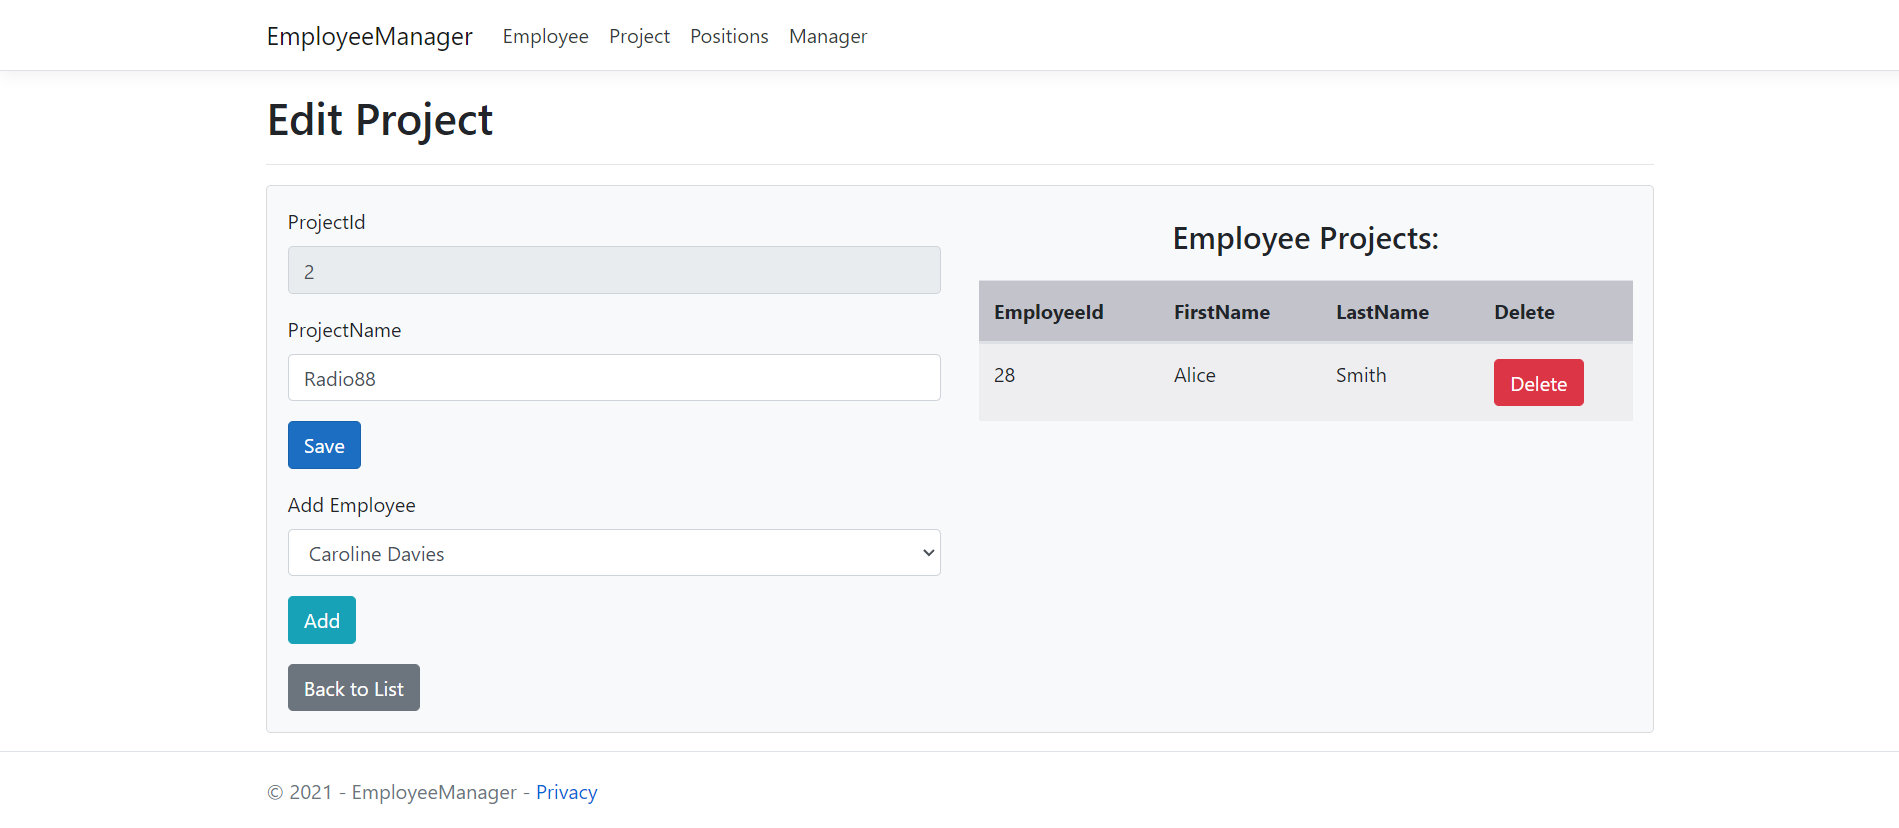 EmployeeManager Employee Project Positions Manager
Edit Project
ProjectId
2
ProjectName
Radio88
Save
Add Employee
Caroline Davies
Add
Back to List
Employee Projects:
EmployeeId FirstName LastName Delete
28 Alice Smith Delete
© 2021 - EmployeeManager - Privacy